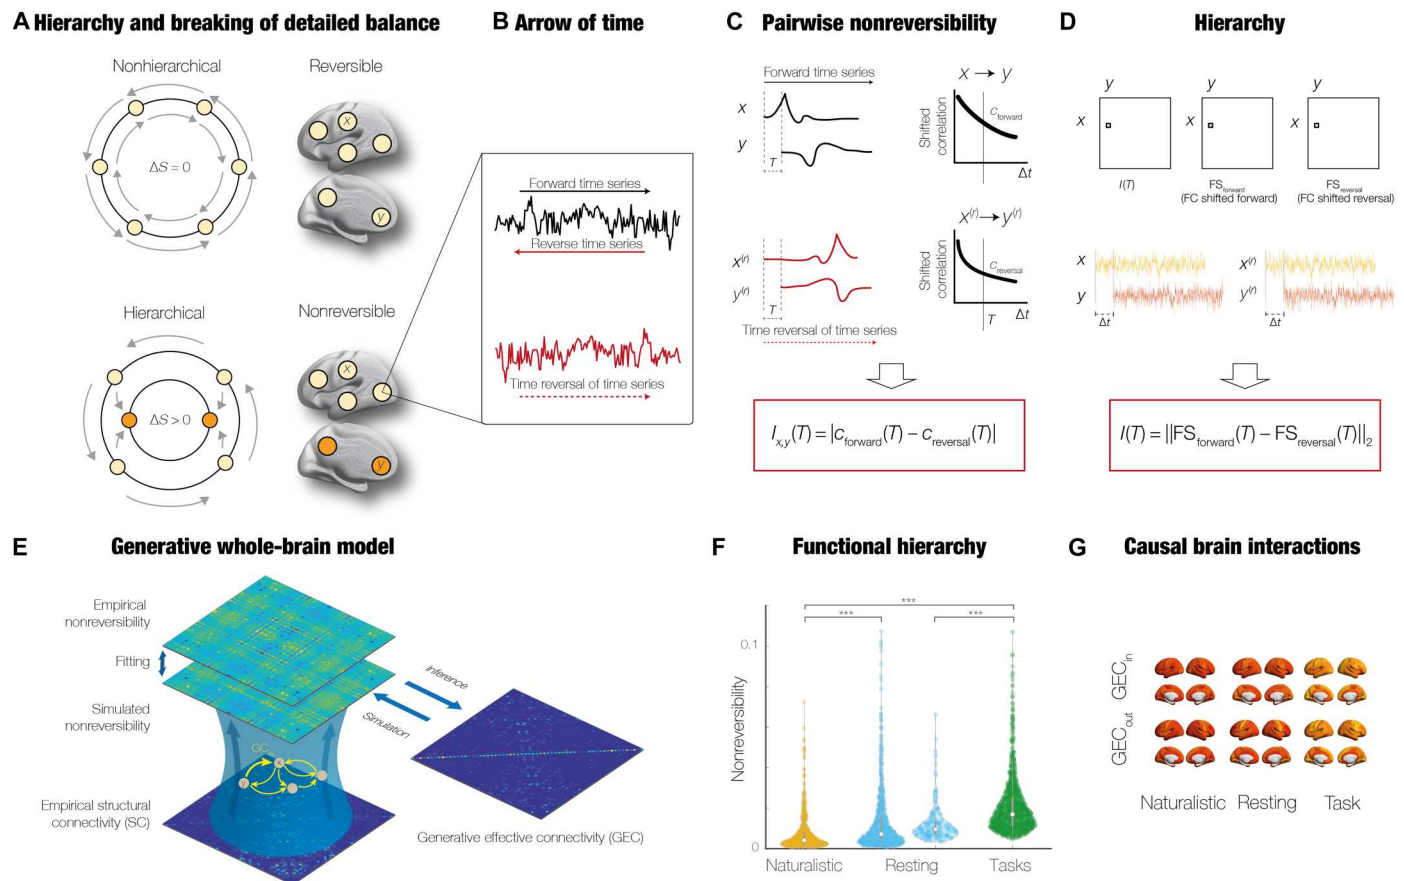 A Hierarchy and breaking of detailed balance
Nonhierarchical
Reversible
ΔS = 0
x
y
Hierarchical
Nonreversible
ΔS > 0
x
y
B Arrow of time
Forward time series
Reverse time series
Time reversal of time series
C Pairwise nonreversibility
Forward time series
x
y
T
x → y
Shifted correlation
C_forward
Δt
x^(r)
y^(r)
T
Time reversal of time series
x^(r) → y^(r)
Shifted correlation
C_reversal
T
Δt
I_x,y(T) = |c_forward(T) − c_reversal(T)|
D Hierarchy
y
y
y
x
x
x
I(T)
FS_forward
(FC shifted forward)
FS_reversal
(FC shifted reversal)
x
y
Δt
x^(r)
y^(r)
Δt
I(T) = ||FS_forward(T) − FS_reversal(T)||_2
E Generative whole-brain model
Empirical
nonreversibility
Fitting
Simulated
nonreversibility
Inference
Simulation
x
y
Empirical structural
connectivity (SC)
Generative effective connectivity (GEC)
F Functional hierarchy
***
***
***
0.1
Nonreversibility
0
Naturalistic
Resting
Tasks
G Causal brain interactions
GEC_in
GEC_out
Naturalistic
Resting
Task